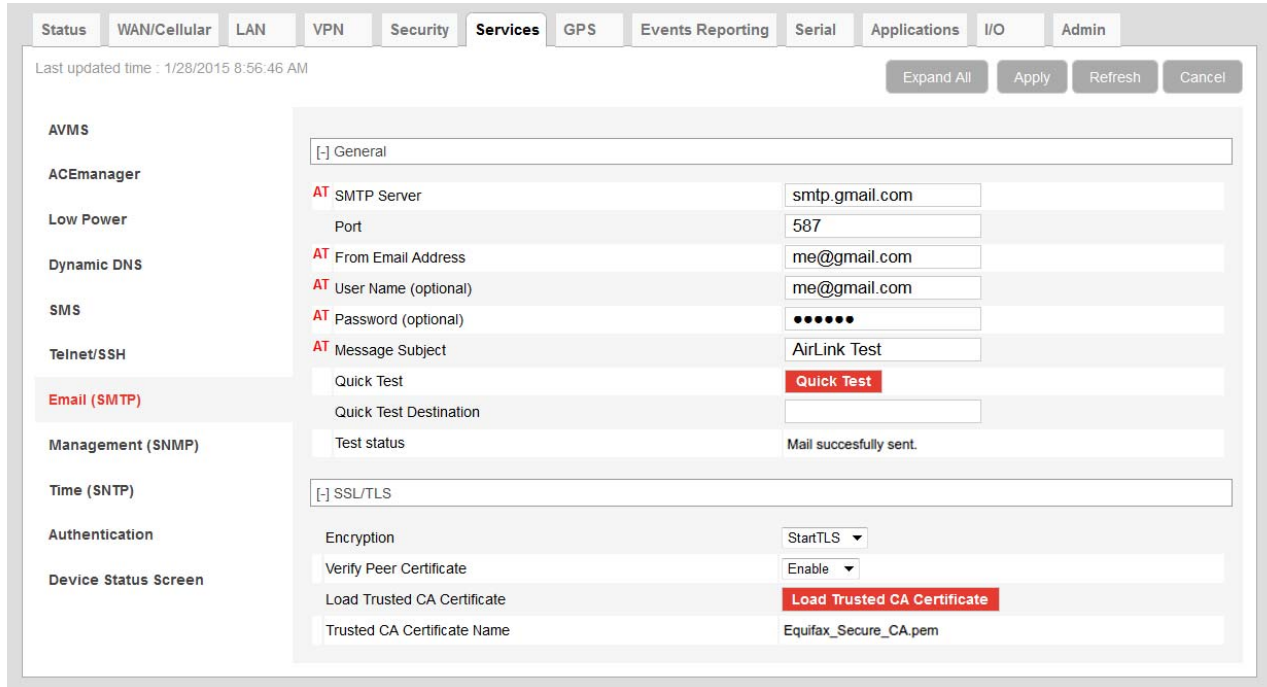 Status WAN/Cellular LAN VPN Security Services GPS Events Reporting Serial Applications I/O Admin
Last updated time : 1/28/2015 8:56:46 AM
Expand All Apply Refresh Cancel
AVMS
ACEmanager
Low Power
Dynamic DNS
SMS
Telnet/SSH
Email (SMTP)
Management (SNMP)
Time (SNTP)
Authentication
Device Status Screen
[-] General
AT SMTP Server smtp.gmail.com
Port 587
AT From Email Address me@gmail.com
AT User Name (optional) me@gmail.com
AT Password (optional) ●●●●●●
AT Message Subject AirLink Test
Quick Test Quick Test
Quick Test Destination
Test status Mail succesfully sent.
[-] SSL/TLS
Encryption StartTLS
Verify Peer Certificate Enable
Load Trusted CA Certificate Load Trusted CA Certificate
Trusted CA Certificate Name Equifax_Secure_CA.pem